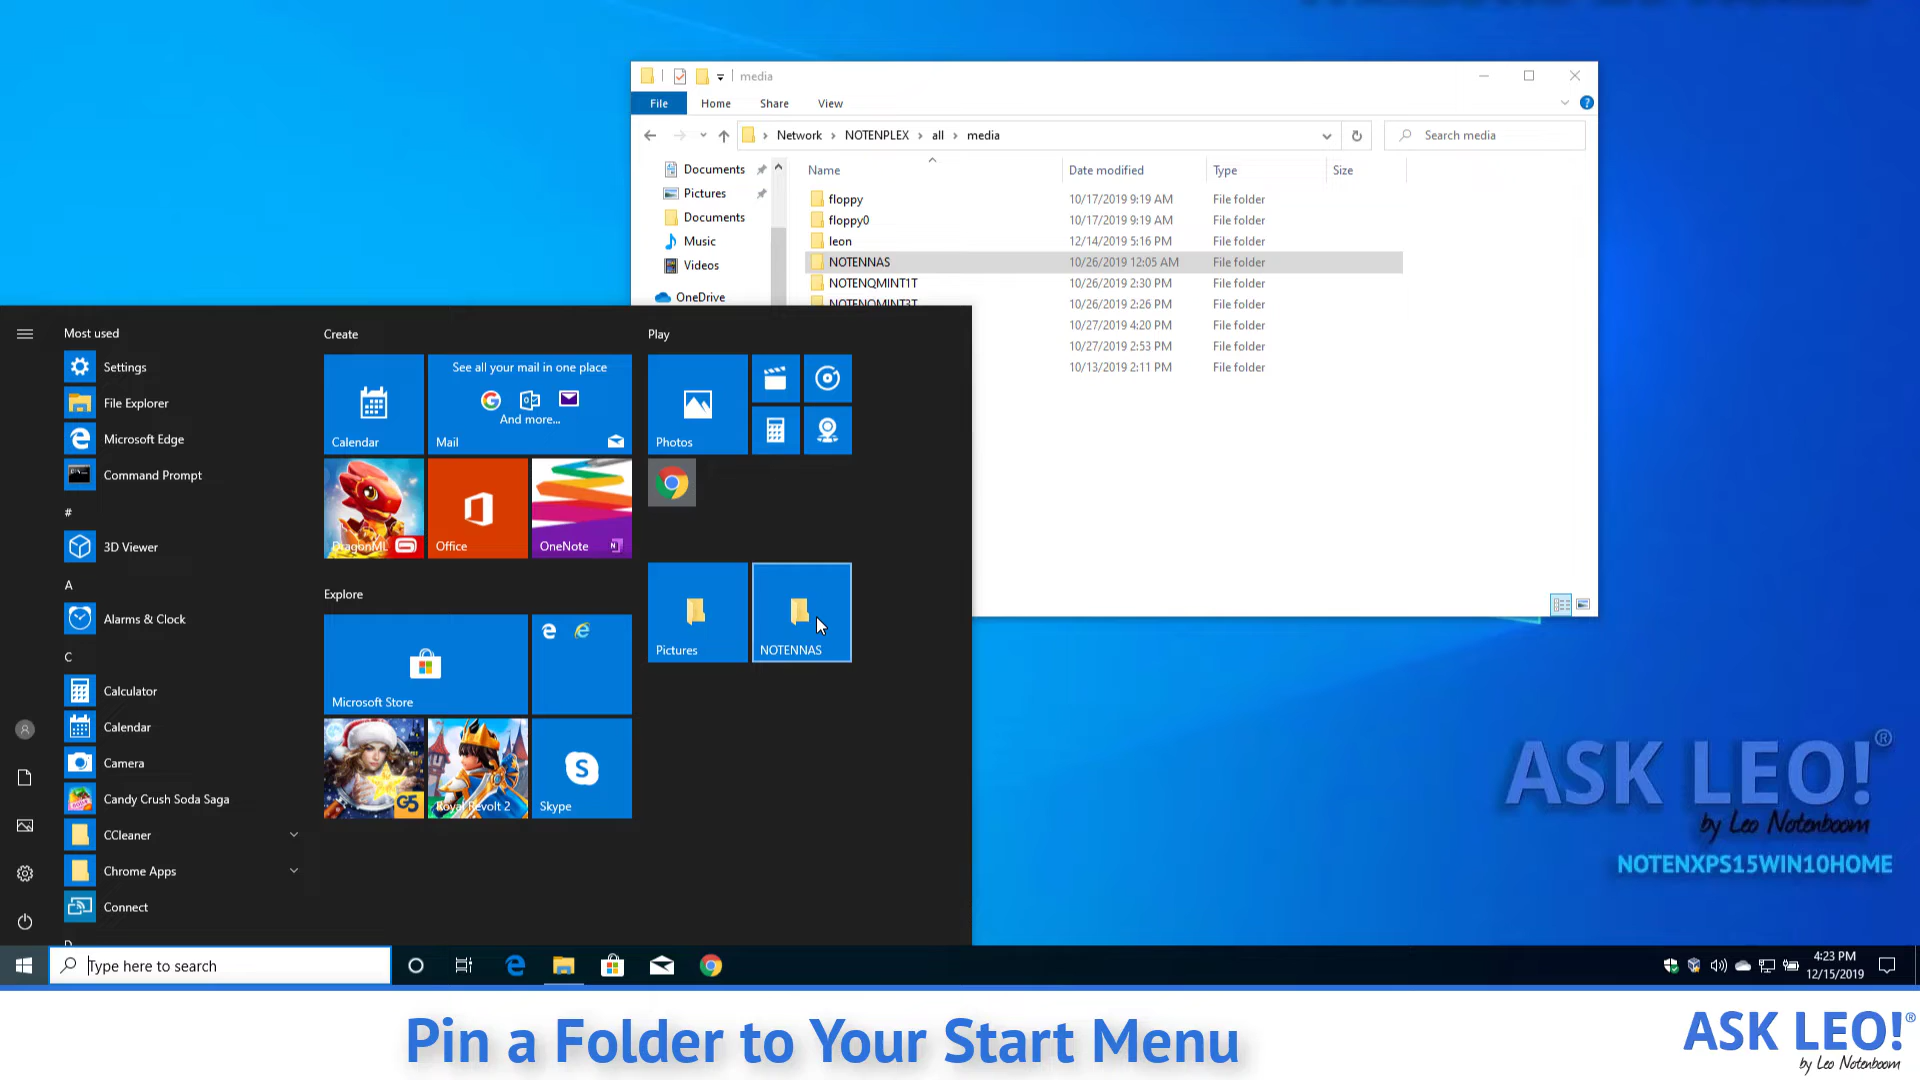 media
File Home Share View
Network NOTENPLEX all media
Search media
Documents
Pictures
Documents
Music
Videos
OneDrive
Name Date modified Type Size
floppy 10/17/2019 9:19 AM File folder
floppy0 10/17/2019 9:19 AM File folder
leon 12/14/2019 5:16 PM File folder
NOTENNAS 10/26/2019 12:05 AM File folder
NOTENQMINT1T 10/26/2019 2:30 PM File folder
NOTENQMINT3T 10/26/2019 2:26 PM File folder
10/27/2019 4:20 PM File folder
10/27/2019 2:53 PM File folder
10/13/2019 2:11 PM File folder
Most used
Settings
File Explorer
Microsoft Edge
Command Prompt
#
3D Viewer
A
Alarms & Clock
C
Calculator
Calendar
Camera
Candy Crush Soda Saga
CCleaner
Chrome Apps
Connect
Create
Calendar
See all your mail in one place
And more...
Mail
DragonML
Office
OneNote
Explore
Microsoft Store
G5
Royal Revolt 2
Skype
Play
Photos
Pictures
NOTENNAS
ASK LEO!®
by Leo Notenboom
NOTENXPS15WIN10HOME
Type here to search
4:23 PM
12/15/2019
Pin a Folder to Your Start Menu
ASK LEO!®
by Leo Notenboom